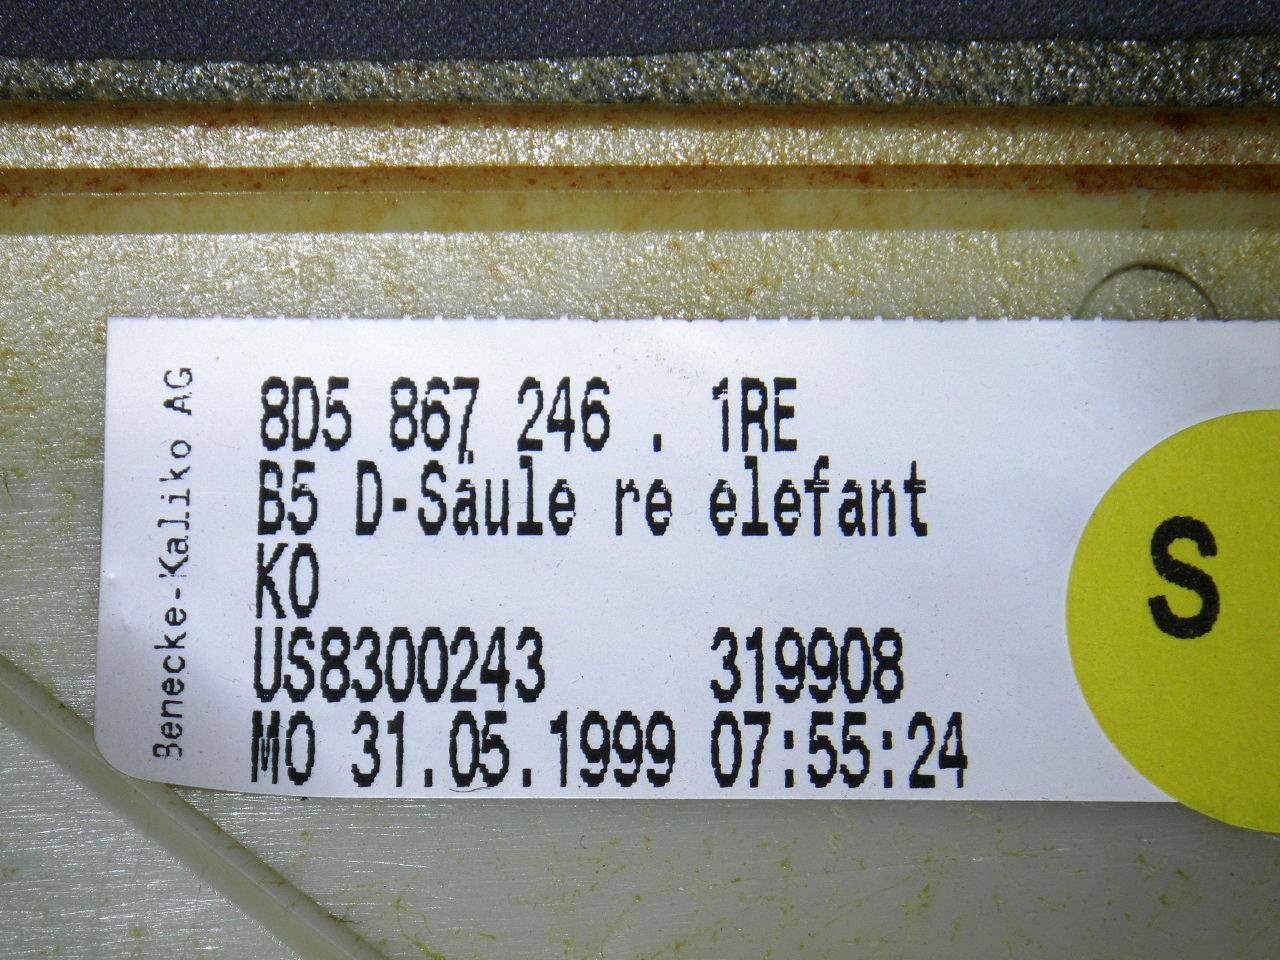 Benecke-Kaliko AG
8D5 867 246 . 1RE
B5 D-Säule re elefant
KO
US8300243 319908
MO 31.05.1999 07:55:24
S